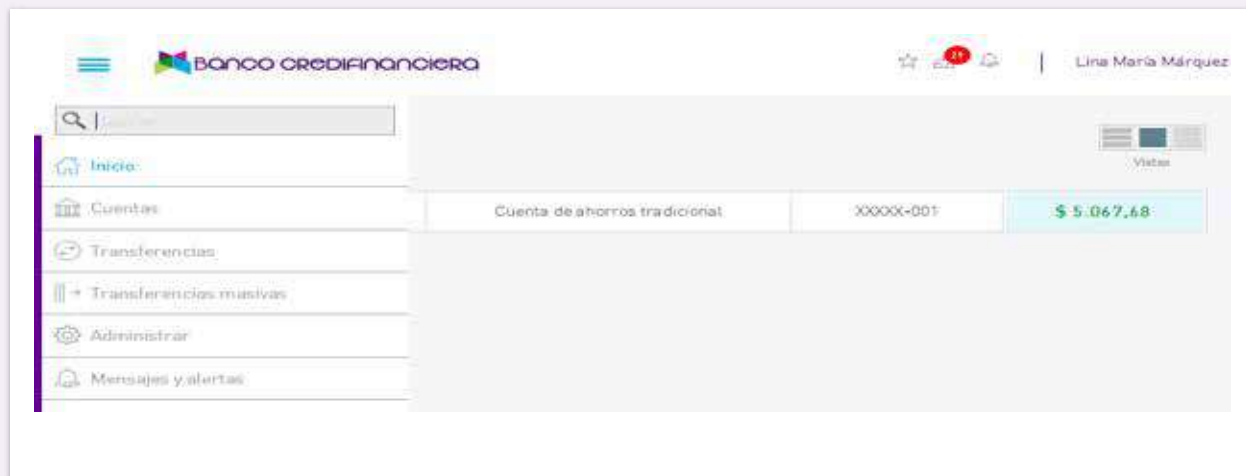 BANCO CREDIFINANCIERA
29
Lina María Márquez
Inicio
Vistas
Cuentas
Cuenta de ahorros tradicional
XXXXX-001
$ 5.067,68
Transferencias
Transferencias masivas
Administrar
Mensajes y alertas